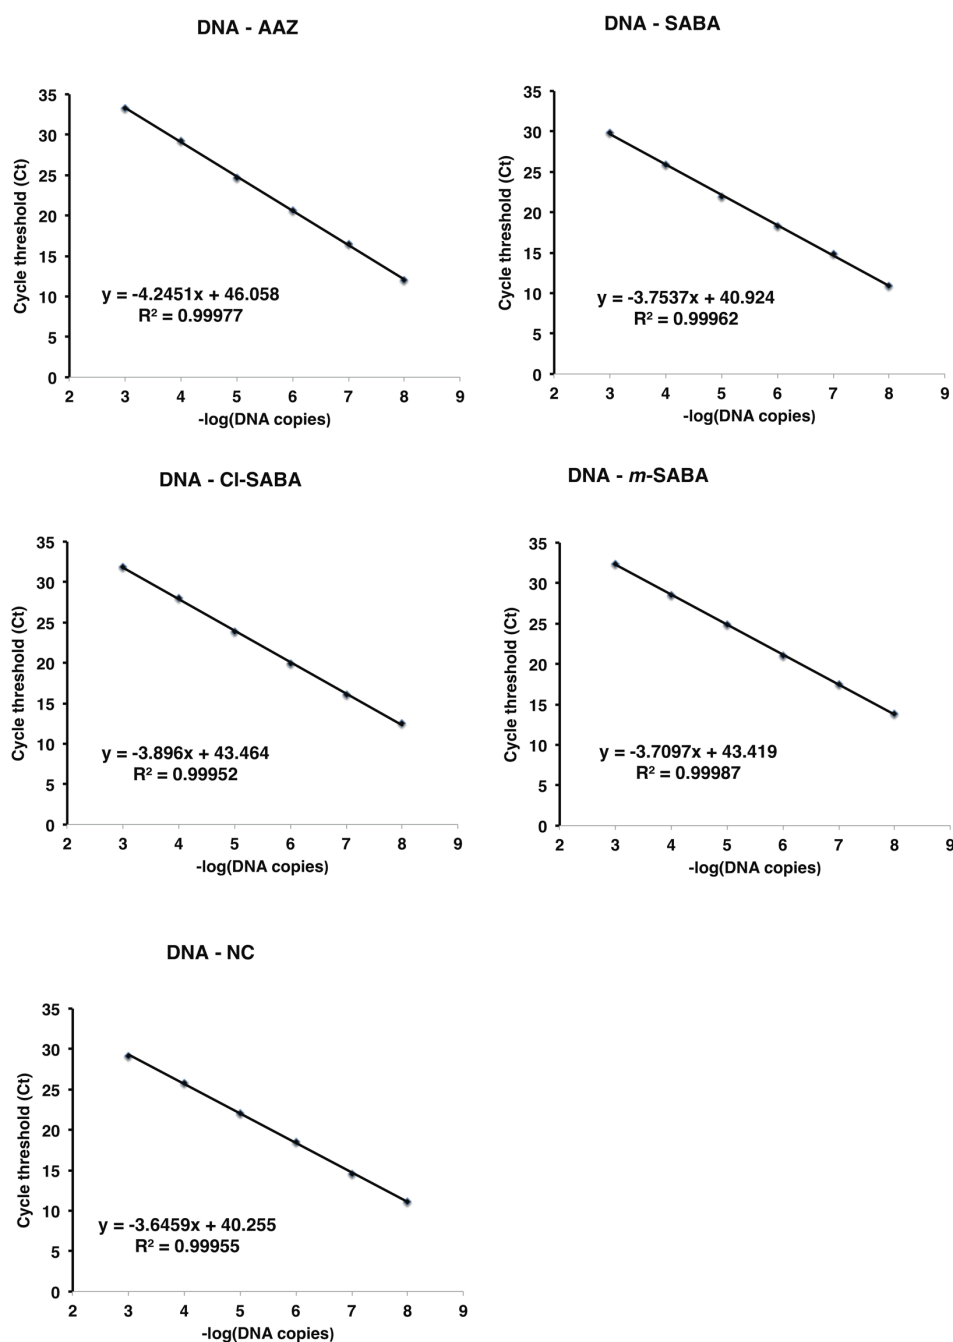 DNA - AAZ
Cycle threshold (Ct)
35
30
25
20
15
10
5
0
y = -4.2451x + 46.058
R² = 0.99977
2 3 4 5 6 7 8 9
-log(DNA copies)
DNA - SABA
Cycle threshold (Ct)
35
30
25
20
15
10
5
0
y = -3.7537x + 40.924
R² = 0.99962
2 3 4 5 6 7 8 9
-log(DNA copies)
DNA - Cl-SABA
Cycle threshold (Ct)
35
30
25
20
15
10
5
0
y = -3.896x + 43.464
R² = 0.99952
2 3 4 5 6 7 8 9
-log(DNA copies)
DNA - m-SABA
Cycle threshold (Ct)
35
30
25
20
15
10
5
0
y = -3.7097x + 43.419
R² = 0.99987
2 3 4 5 6 7 8 9
-log(DNA copies)
DNA - NC
Cycle threshold (Ct)
35
30
25
20
15
10
5
0
y = -3.6459x + 40.255
R² = 0.99955
2 3 4 5 6 7 8 9
-log(DNA copies)